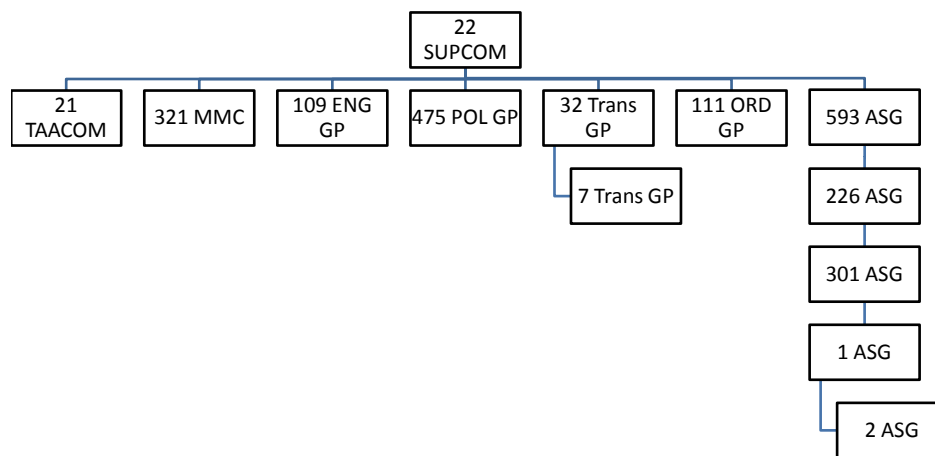 22
SUPCOM
21
TAACOM
321 MMC
109 ENG
GP
475 POL GP
32 Trans
GP
111 ORD
GP
593 ASG
7 Trans GP
226 ASG
301 ASG
1 ASG
2 ASG